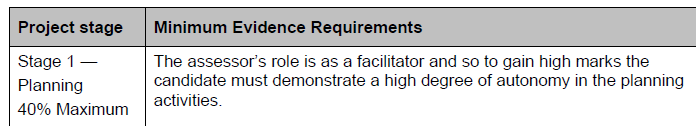 Project stage
Minimum Evidence Requirements
Stage 1 —
Planning
40% Maximum
The assessor’s role is as a facilitator and so to gain high marks the
candidate must demonstrate a high degree of autonomy in the planning
activities.